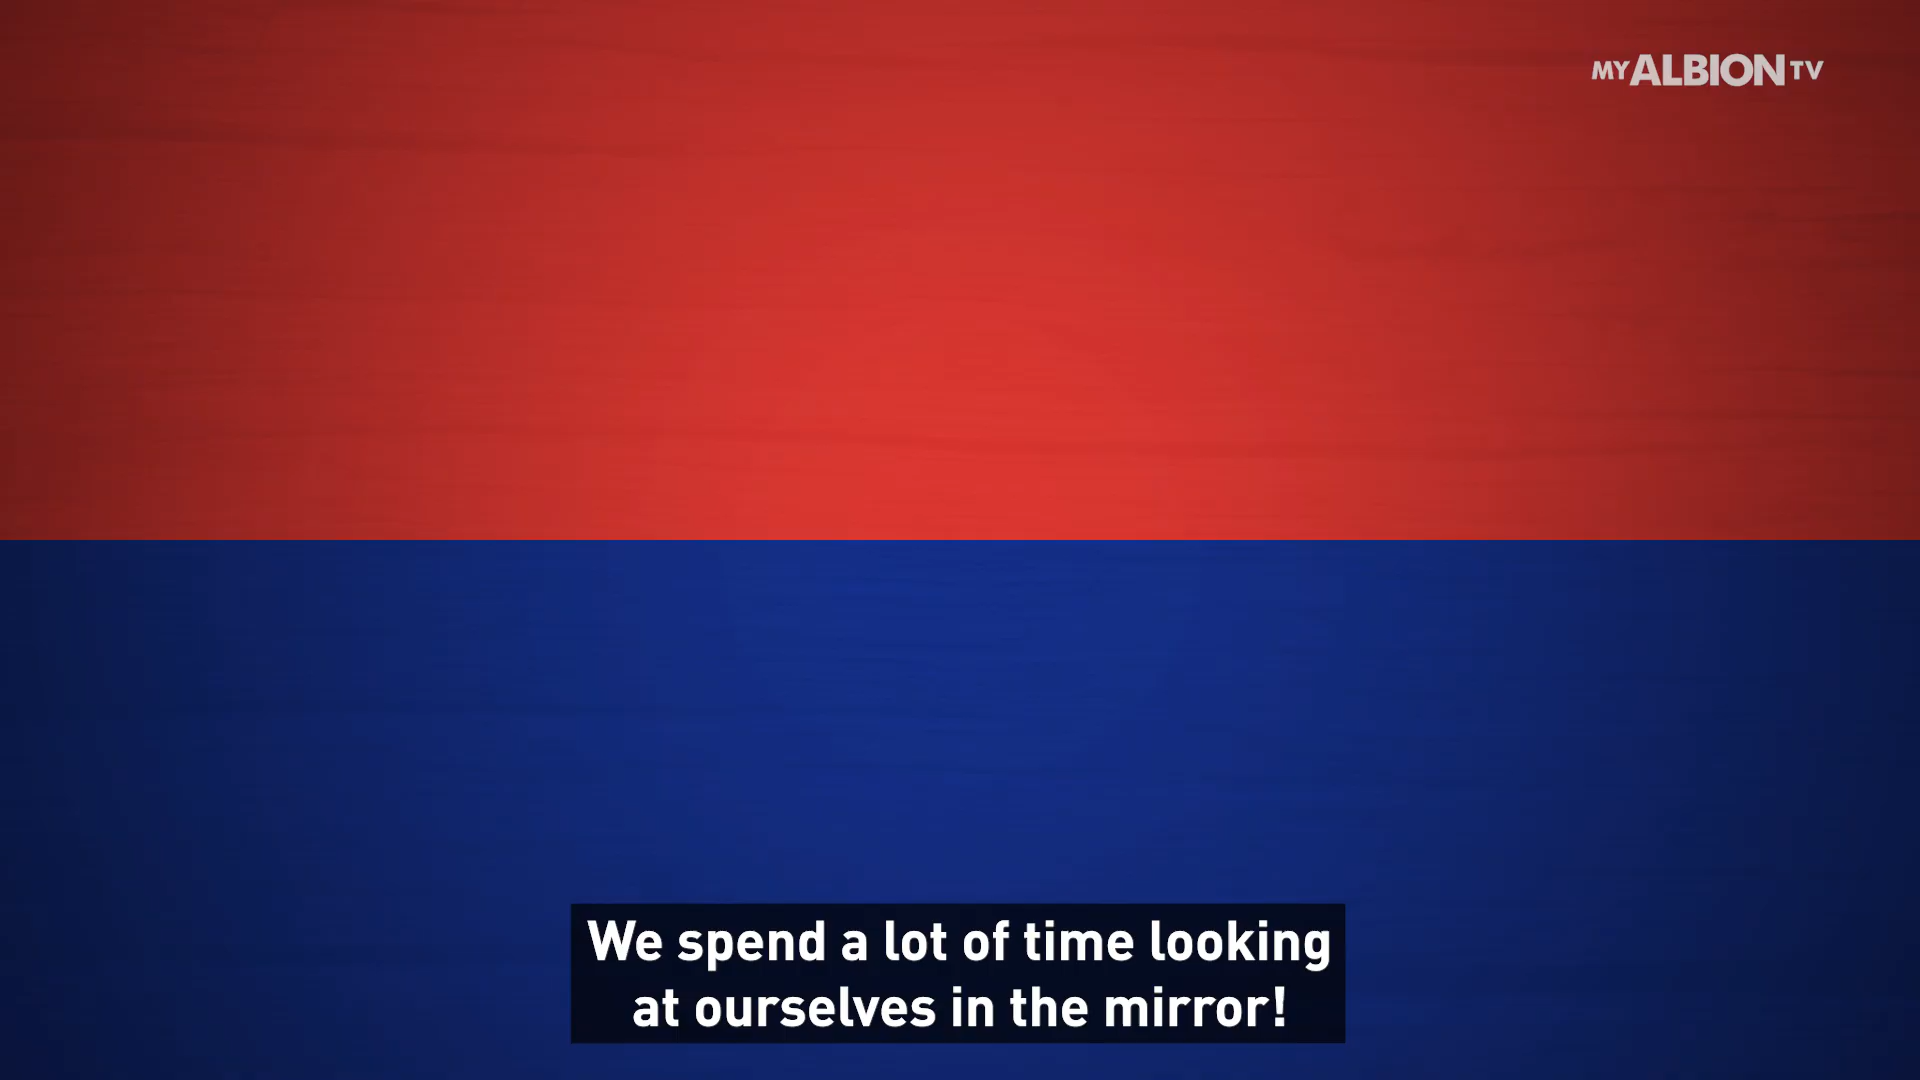 MYALBIONTV
We spend a lot of time looking
at ourselves in the mirror!